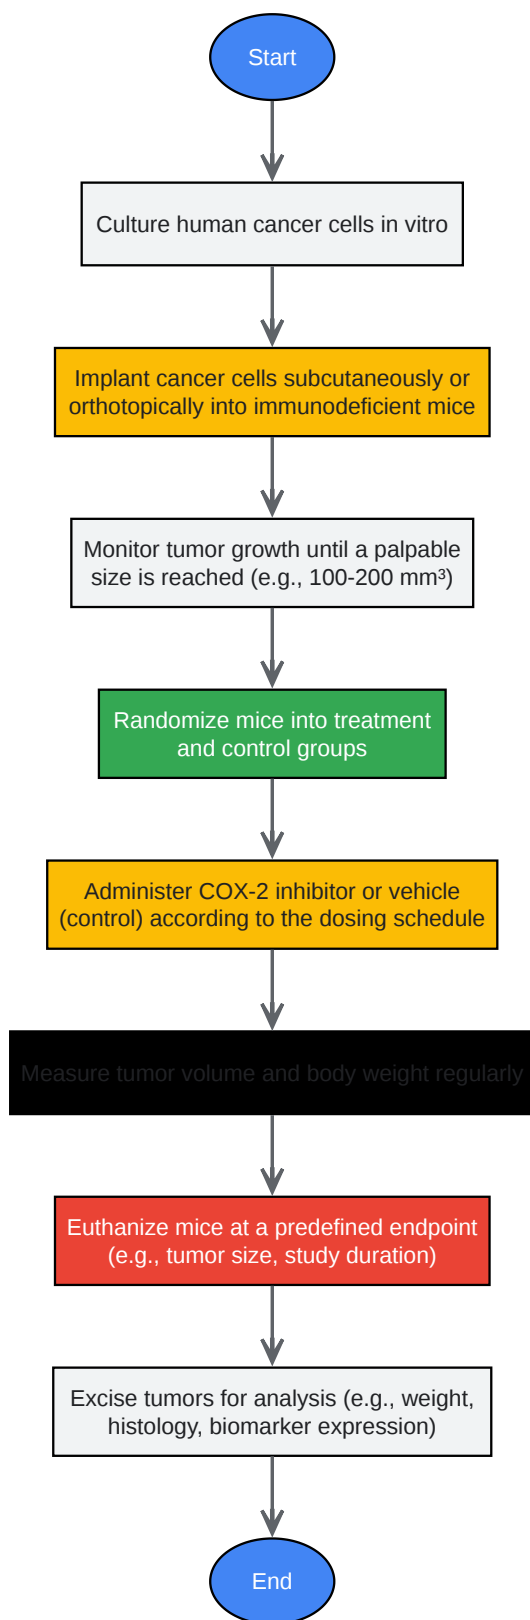 Start
Culture human cancer cells in vitro
Implant cancer cells subcutaneously or
orthotopically into immunodeficient mice
Monitor tumor growth until a palpable
size is reached (e.g., 100-200 mm³)
Randomize mice into treatment
and control groups
Administer COX-2 inhibitor or vehicle
(control) according to the dosing schedule
Measure tumor volume and body weight regularly
Euthanize mice at a predefined endpoint
(e.g., tumor size, study duration)
Excise tumors for analysis (e.g., weight,
histology, biomarker expression)
End